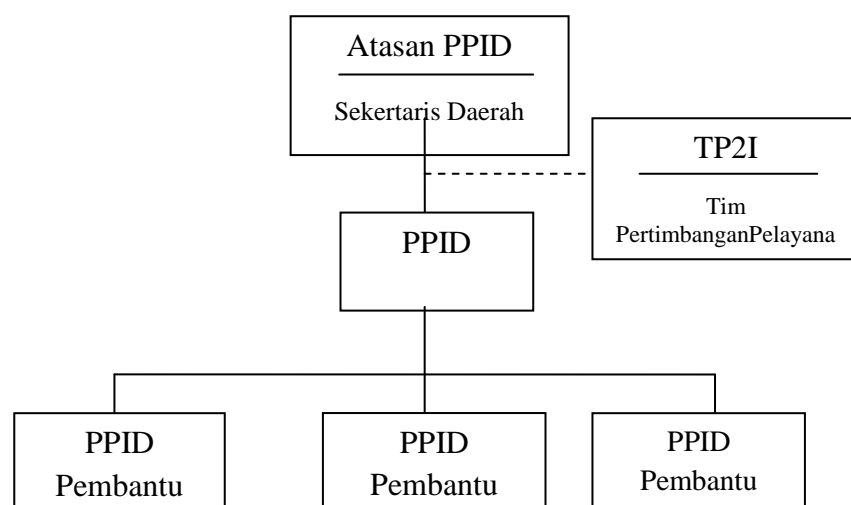 Atasan PPID
Sekertaris Daerah
TP2I
Tim
PertimbanganPelayana
PPID
PPID
Pembantu
PPID
Pembantu
PPID
Pembantu